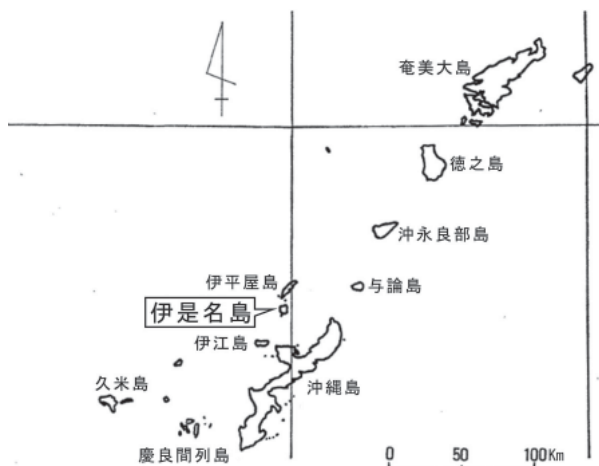 奄美大島
徳之島
沖永良部島
伊平屋島
与論島
伊是名島
伊江島
久米島
沖縄島
慶良間列島
0 50 100Km